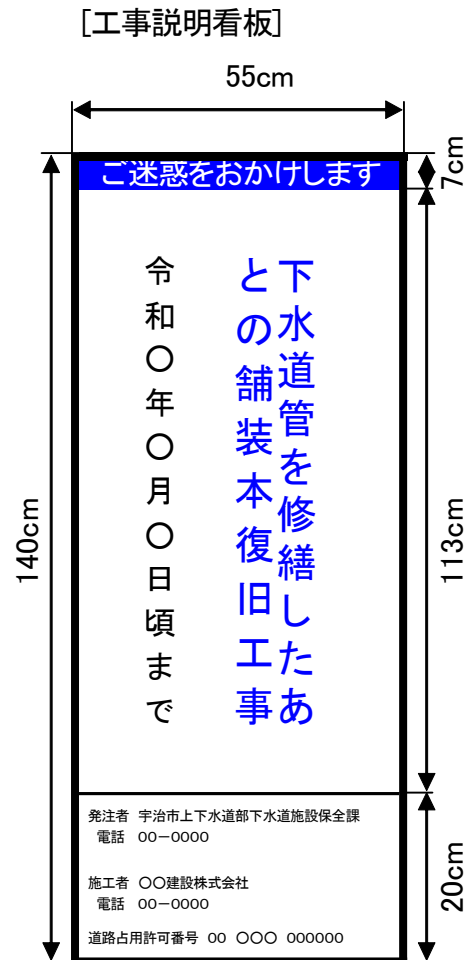 [工事説明看板]
55cm
7cm
140cm
113cm
20cm
ご迷惑をおかけします
下水道管を修繕したあ
との舗装本復旧工事
令和〇年〇月〇日頃まで
発注者 宇治市上下水道部下水道施設保全課
電話 00－0000
施工者 〇〇建設株式会社
電話 00－0000
道路占用許可番号 00 〇〇〇 000000